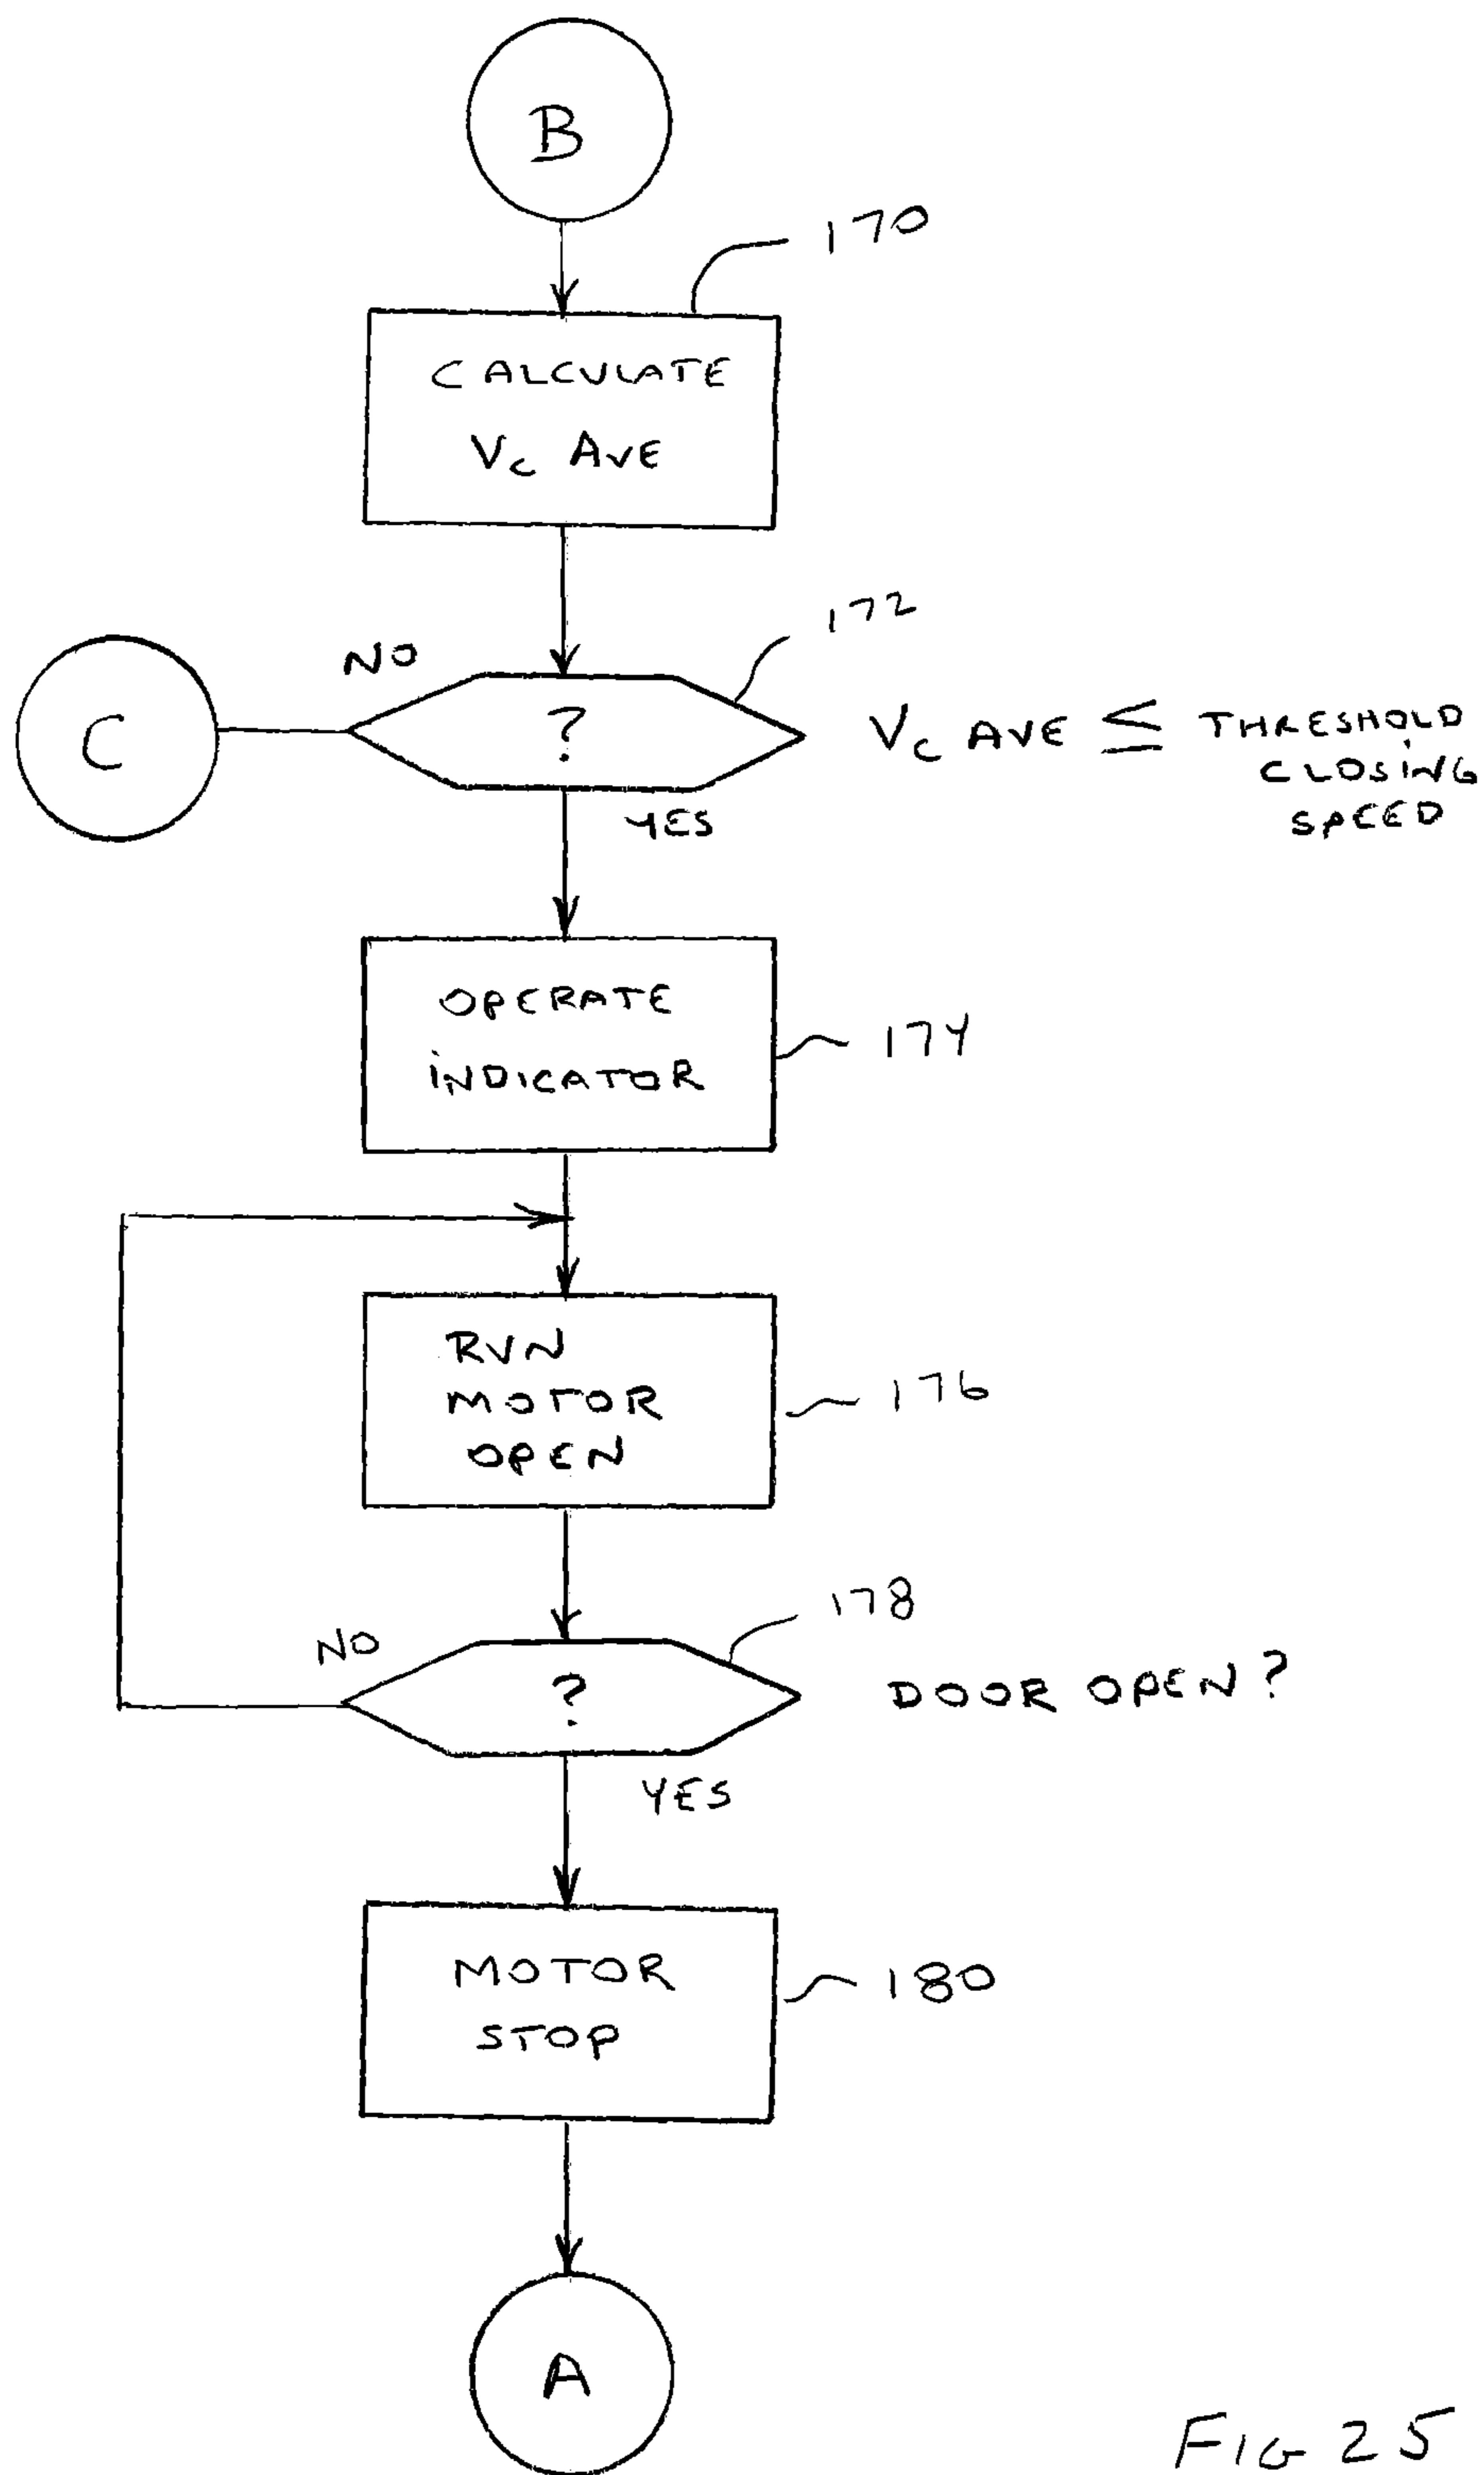 B
170
CALCULATE
Vc AVE
172
NO
C
?
Vc AVE ≤ THRESHOLD
CLOSING
SPEED
YES
OPERATE
INDICATOR
174
RUN
MOTOR
OPEN
176
178
NO
?
DOOR OPEN?
YES
MOTOR
STOP
180
A
FIG 25